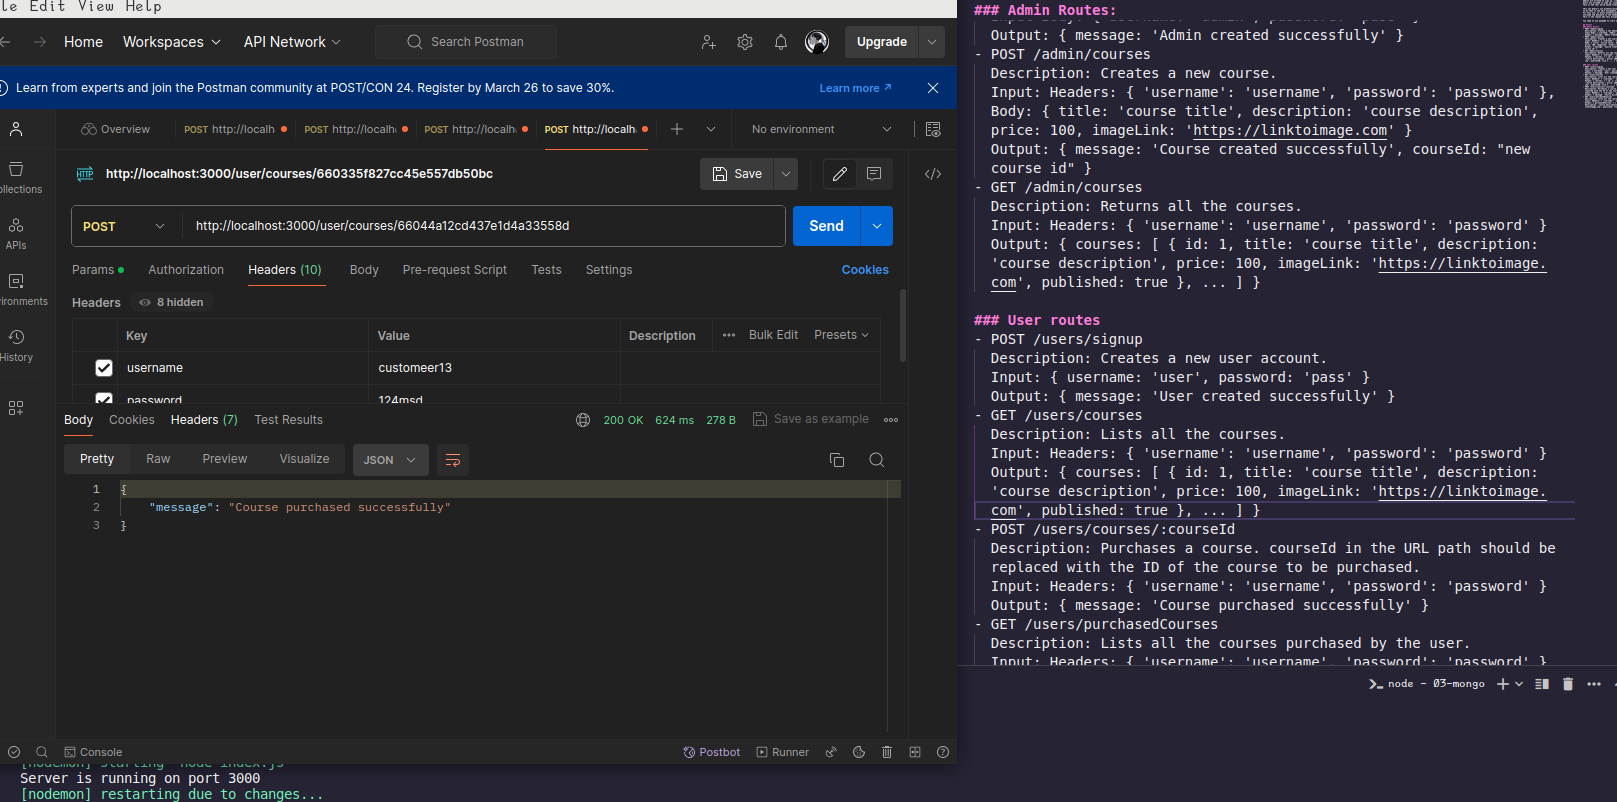 le Edit View Help
Home Workspaces API Network Search Postman Upgrade
Learn from experts and join the Postman community at POST/CON 24. Register by March 26 to save 30%. Learn more
Overview POST http://localh POST http://localh POST http://localh POST http://localh No environment
http://localhost:3000/user/courses/660335f827cc45e557db50bc Save
POST http://localhost:3000/user/courses/66044a12cd437e1d4a33558d Send
Params Authorization Headers (10) Body Pre-request Script Tests Settings Cookies
Headers 8 hidden
Key Value Description Bulk Edit Presets
username customeer13
password 124msd
ollections
APIs
ironments
History
Body Cookies Headers (7) Test Results 200 OK 624 ms 278 B Save as example
Pretty Raw Preview Visualize JSON
1 {
2 "message": "Course purchased successfully"
3 }
Console Postbot Runner
[nodemon] starting `node index.js`
Server is running on port 3000
[nodemon] restarting due to changes...
### Admin Routes:
Output: { message: 'Admin created successfully' }
- POST /admin/courses
Description: Creates a new course.
Input: Headers: { 'username': 'username', 'password': 'password' },
Body: { title: 'course title', description: 'course description',
price: 100, imageLink: 'https://linktoimage.com' }
Output: { message: 'Course created successfully', courseId: "new
course id" }
- GET /admin/courses
Description: Returns all the courses.
Input: Headers: { 'username': 'username', 'password': 'password' }
Output: { courses: [ { id: 1, title: 'course title', description:
'course description', price: 100, imageLink: 'https://linktoimage.
com', published: true }, ... ] }
### User routes
- POST /users/signup
Description: Creates a new user account.
Input: { username: 'user', password: 'pass' }
Output: { message: 'User created successfully' }
- GET /users/courses
Description: Lists all the courses.
Input: Headers: { 'username': 'username', 'password': 'password' }
Output: { courses: [ { id: 1, title: 'course title', description:
'course description', price: 100, imageLink: 'https://linktoimage.
com', published: true }, ... ] }
- POST /users/courses/:courseId
Description: Purchases a course. courseId in the URL path should be
replaced with the ID of the course to be purchased.
Input: Headers: { 'username': 'username', 'password': 'password' }
Output: { message: 'Course purchased successfully' }
- GET /users/purchasedCourses
Description: Lists all the courses purchased by the user.
Input: Headers: { 'username': 'username', 'password': 'password' }
node - 03-mongo